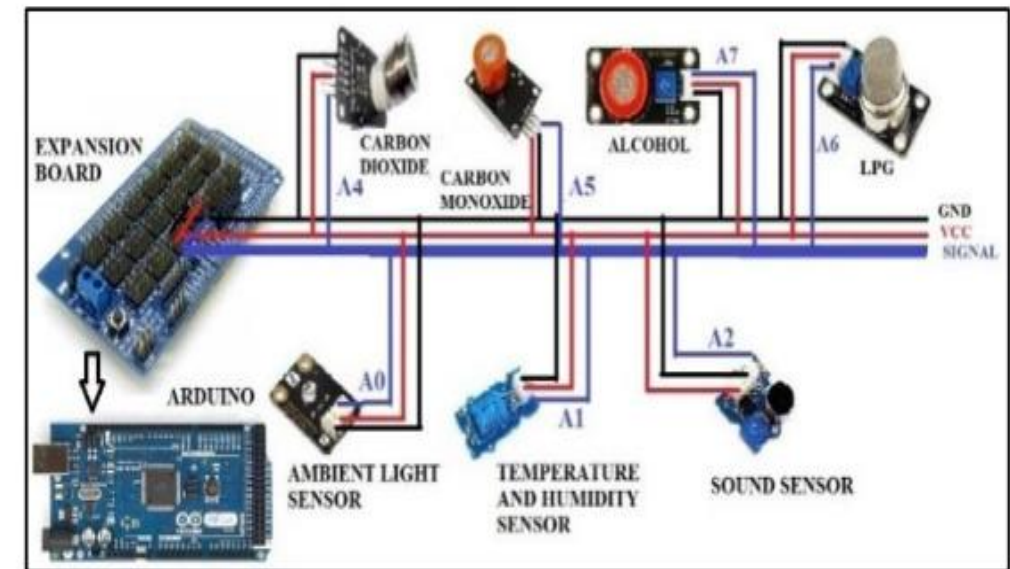 EXPANSION
BOARD
CARBON
DIOXIDE
A4
CARBON
MONOXIDE
A5
ALCOHOL
A7
A6
LPG
GND
VCC
SIGNAL
ARDUINO
A0
AMBIENT LIGHT
SENSOR
A1
TEMPERATURE
AND HUMIDITY
SENSOR
A2
SOUND SENSOR